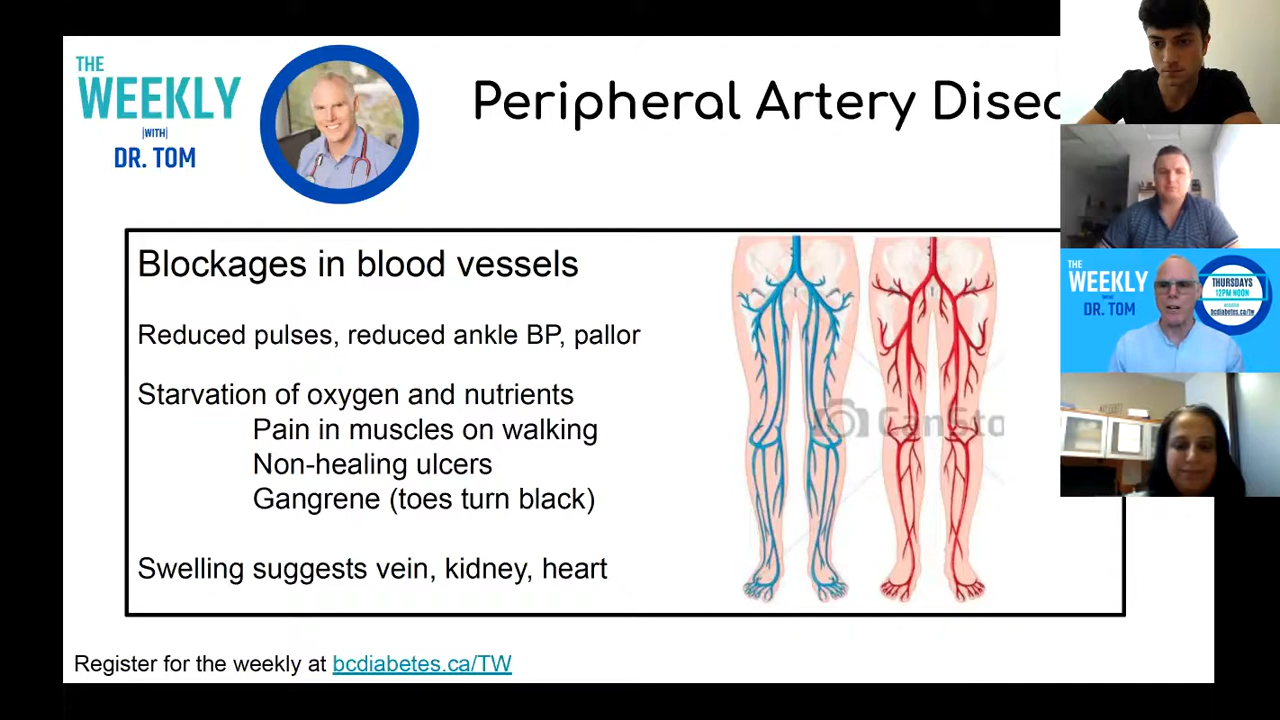 THE
WEEKLY
|WITH|
DR. TOM
Peripheral Artery Disea
Blockages in blood vessels
Reduced pulses, reduced ankle BP, pallor
Starvation of oxygen and nutrients
Pain in muscles on walking
Non-healing ulcers
Gangrene (toes turn black)
Swelling suggests vein, kidney, heart
CanSto
Register for the weekly at bcdiabetes.ca/TW
THE
WEEKLY
WITH
DR. TOM
THURSDAYS
12PM NOON
bcdiabetes.ca/tw